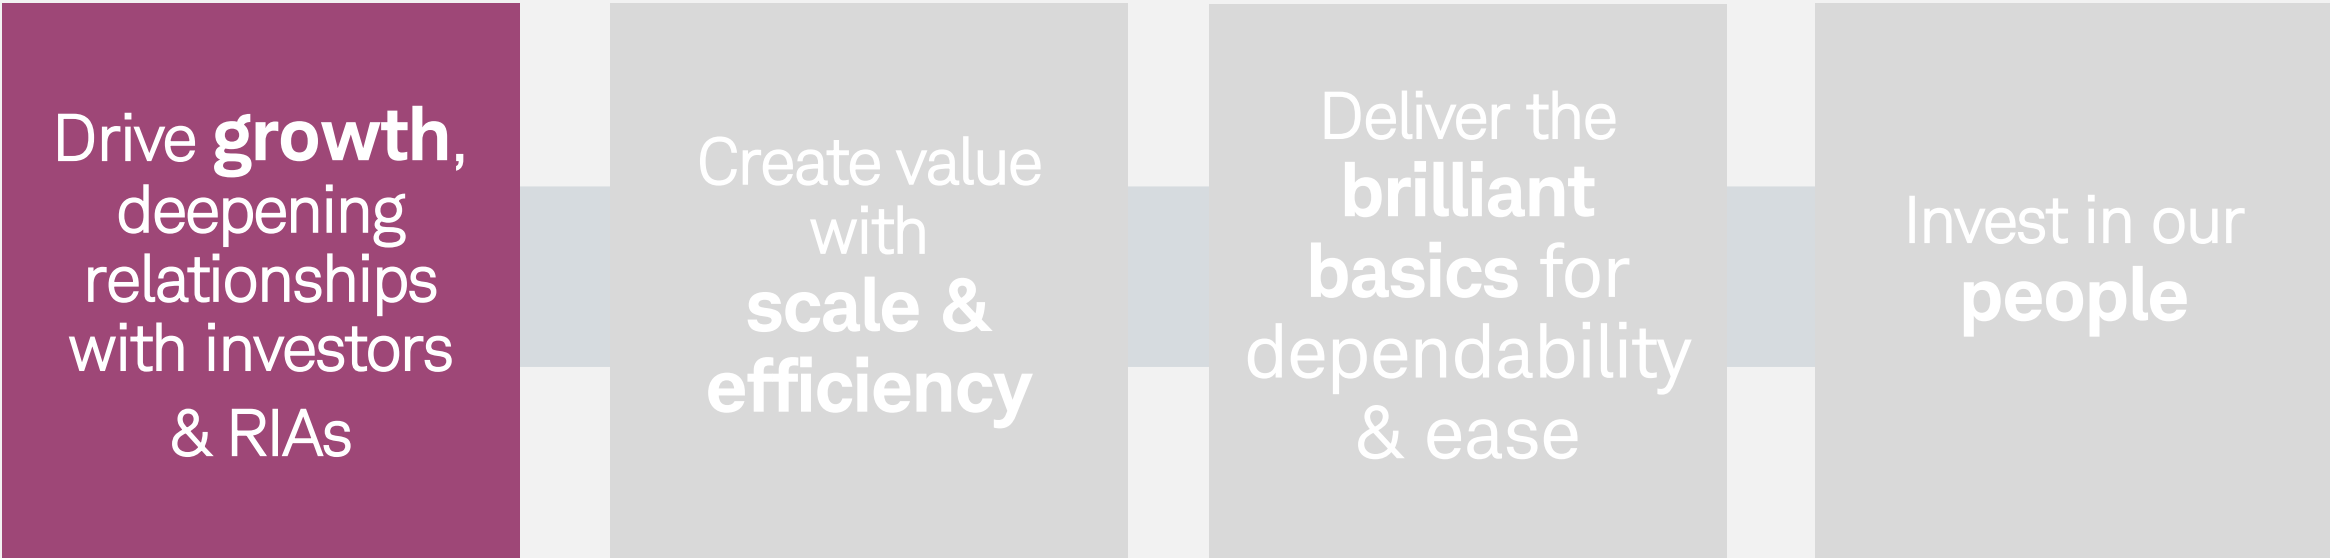 Drive growth,
deepening
relationships
with investors
& RIAs
Create value
with
scale &
efficiency
Deliver the
brilliant
basics for
dependability
& ease
Invest in our
people